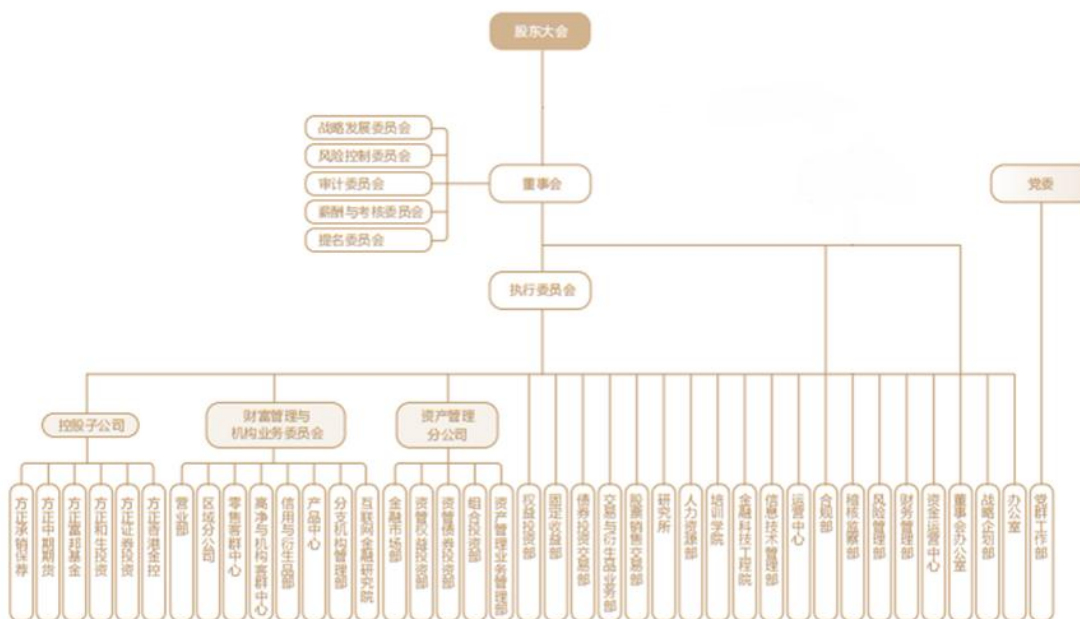 股东大会
战略发展委员会
风险控制委员会
审计委员会
薪酬与考核委员会
提名委员会
董事会
党委
执行委员会
控股子公司
财富管理与
机构业务委员会
资产管理
分公司
方正承销保荐
方正中期期货
方正富邦基金
方正和生投资
方正证券投资
方正香港金控
营业部
区域分公司
零售客群中心
高净与机构客群中心
信用与衍生品部
产品中心
分支机构管理部
互联网金融研究院
金融市场部
资管权益投资部
资管债券投资部
组合投资部
资产管理业务管理部
权益投资部
固定收益部
债券投资交易部
交易与衍生品业务部
股票销售交易部
研究所
人力资源部
培训学院
金融科技工程院
信息技术管理部
运营中心
合规部
稽核监察部
风险管理部
财务管理部
资金运营中心
董事会办公室
战略企划部
办公室
党群工作部